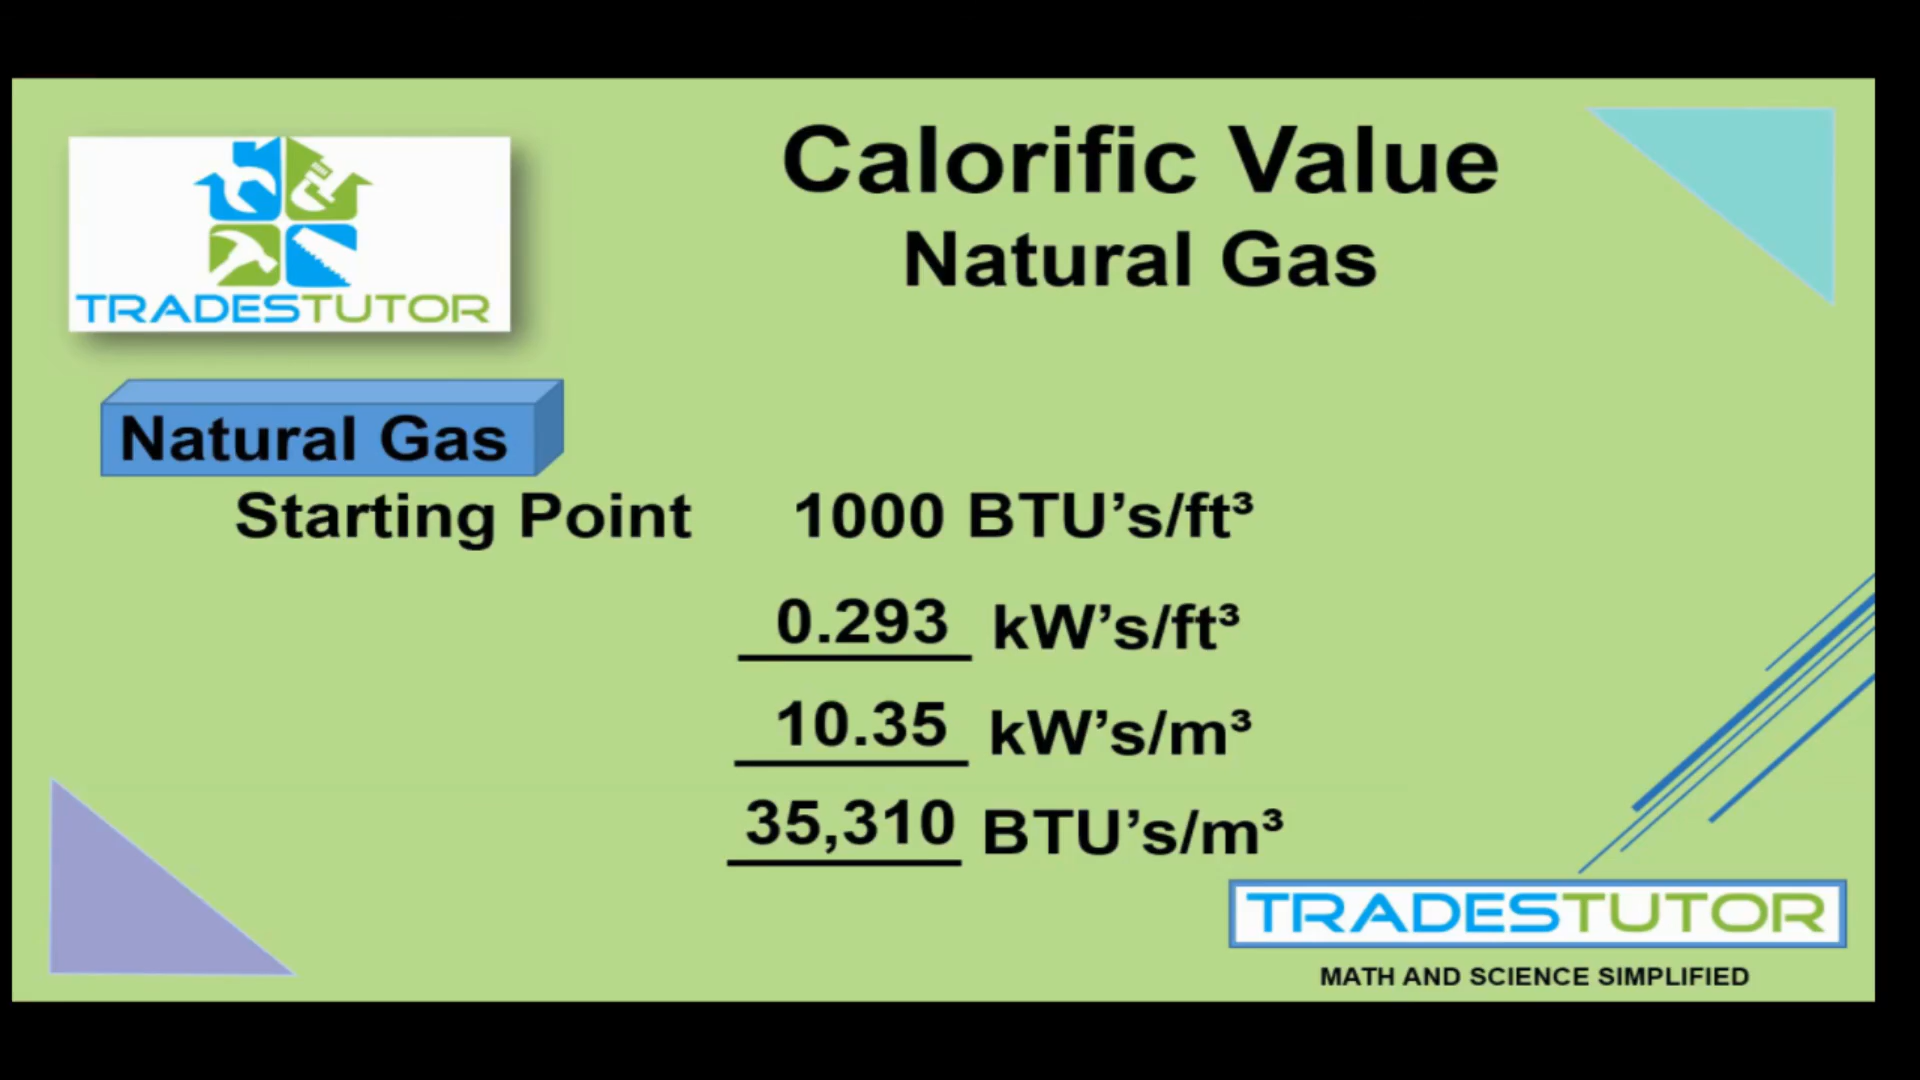 Calorific Value
Natural Gas
TRADESTUTOR
Natural Gas
Starting Point 1000 BTU’s/ft³
0.293 kW’s/ft³
10.35 kW’s/m³
35,310 BTU’s/m³
TRADESTUTOR
MATH AND SCIENCE SIMPLIFIED